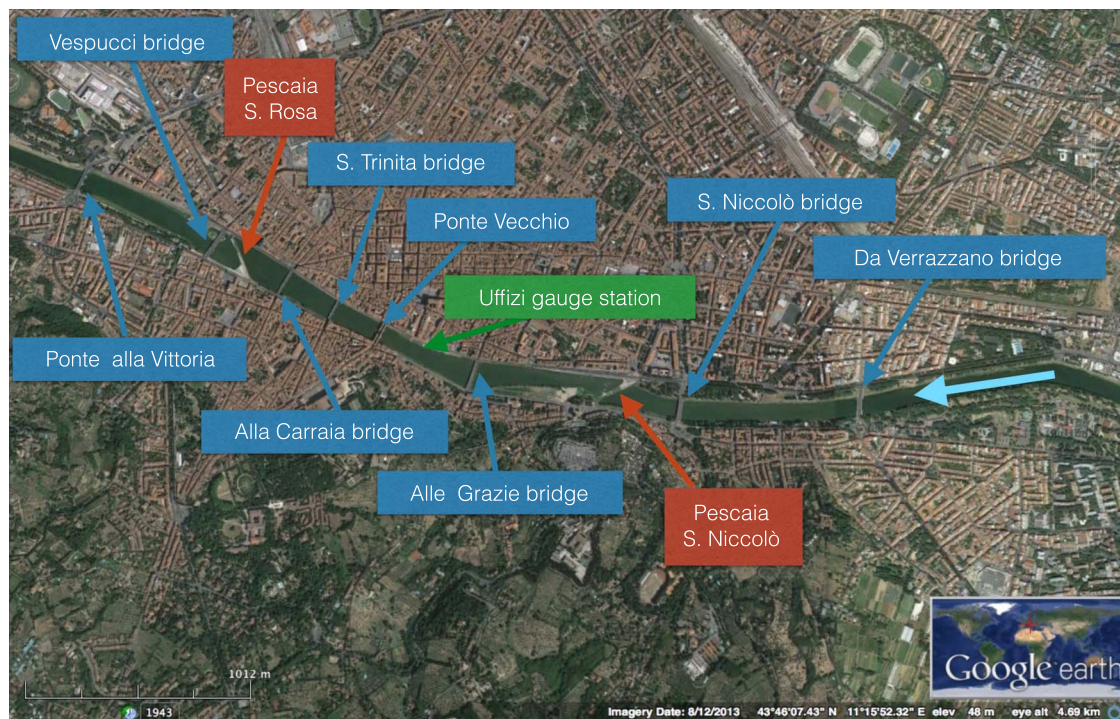 Vespucci bridge
Pescaia
S. Rosa
S. Trinita bridge
Ponte Vecchio
S. Niccolò bridge
Da Verrazzano bridge
Uffizi gauge station
Ponte alla Vittoria
Alla Carraia bridge
Alle Grazie bridge
Pescaia
S. Niccolò
1012 m
Google earth
1943
Imagery Date: 8/12/2013 43°46'07.43" N 11°15'52.32" E elev 48 m eye alt 4.69 km